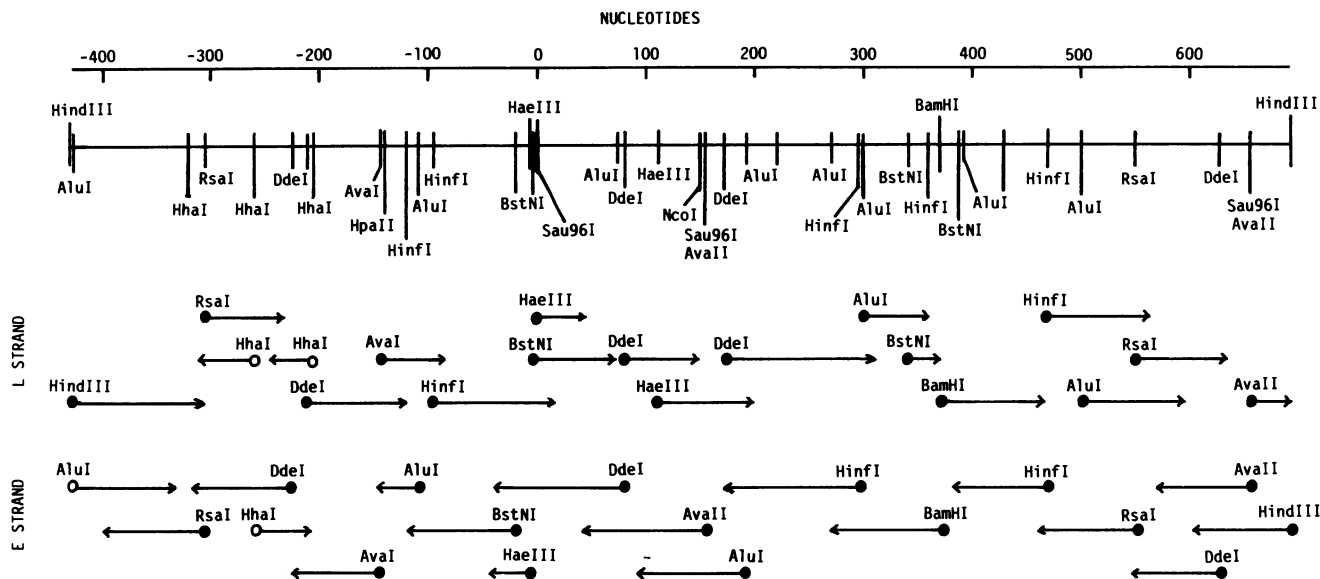 NUCLEOTIDES
-400 -300 -200 -100 0 100 200 300 400 500 600
HindIII HaeIII BamHI HindIII
AluI RsaI DdeI AvaI HinfI AluI HaeIII AluI AluI BstNI HinfI RsaI DdeI
HhaI HhaI HhaI HpaII AluI BstNI DdeI NcoI DdeI HinfI AluI HinfI AluI AluI Sau96I
HinfI Sau96I Sau96I BstNI AvaII
AvaII
L STRAND
RsaI HaeIII AluI HinfI
HhaI HhaI AvaI BstNI DdeI DdeI BstNI RsaI
HindIII DdeI HinfI HaeIII BamHI AluI AvaII
E STRAND
AluI DdeI AluI DdeI HinfI HinfI AvaII
RsaI HhaI BstNI AvaII BamHI RsaI HindIII
AvaI HaeIII AluI DdeI